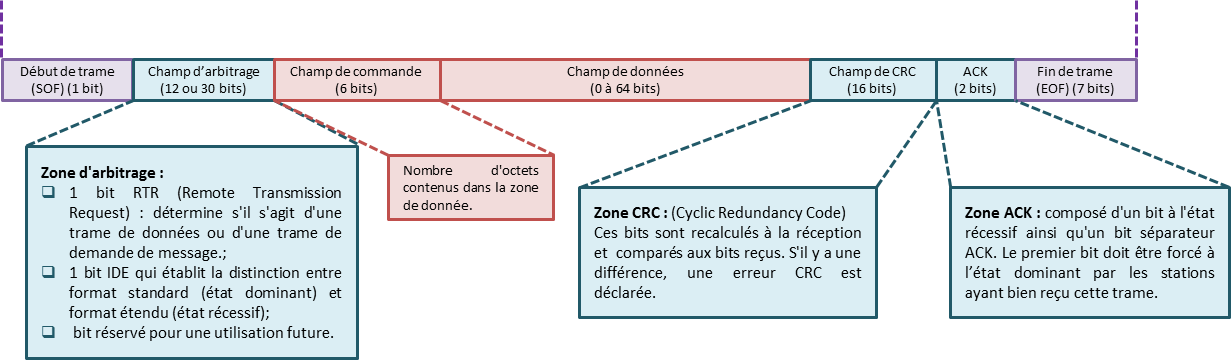 Début de trame
(SOF) (1 bit)
Champ d’arbitrage
(12 ou 30 bits)
Champ de commande
(6 bits)
Champ de données
(0 à 64 bits)
Champ de CRC
(16 bits)
ACK
(2 bits)
Fin de trame
(EOF) (7 bits)
Zone d'arbitrage :
❑ 1 bit RTR (Remote Transmission
Request) : détermine s'il s'agit d'une
trame de données ou d'une trame de
demande de message.;
❑ 1 bit IDE qui établit la distinction entre
format standard (état dominant) et
format étendu (état récessif);
❑ bit réservé pour une utilisation future.
Nombre d'octets
contenus dans la zone
de donnée.
Zone CRC : (Cyclic Redundancy Code)
Ces bits sont recalculés à la réception
et comparés aux bits reçus. S'il y a une
différence, une erreur CRC est
déclarée.
Zone ACK : composé d'un bit à l'état
récessif ainsi qu'un bit séparateur
ACK. Le premier bit doit être forcé à
l’état dominant par les stations
ayant bien reçu cette trame.